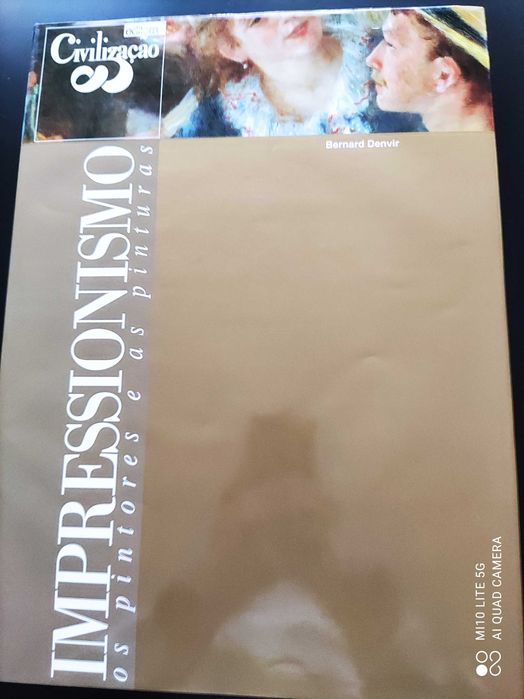 Civilização
Bernard Denvir
IMPRESSIONISMO
os pintores e as pinturas
MI10 LITE 5G
AI QUAD CAMERA